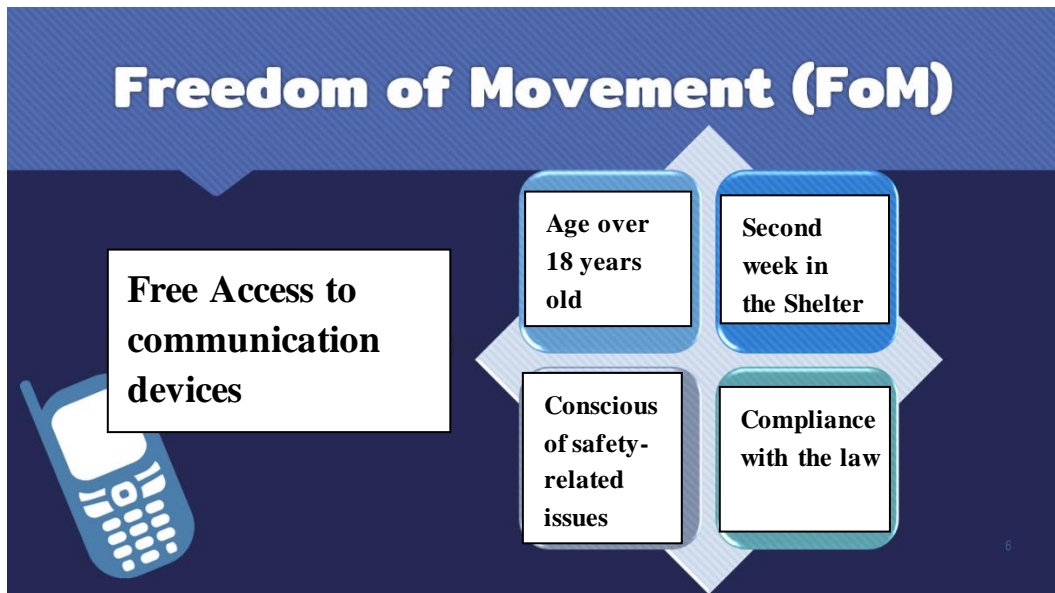 Freedom of Movement (FoM)
Free Access to
communication
devices
Age over
18 years
old
Second
week in
the Shelter
Conscious
of safety-
related
issues
Compliance
with the law
6